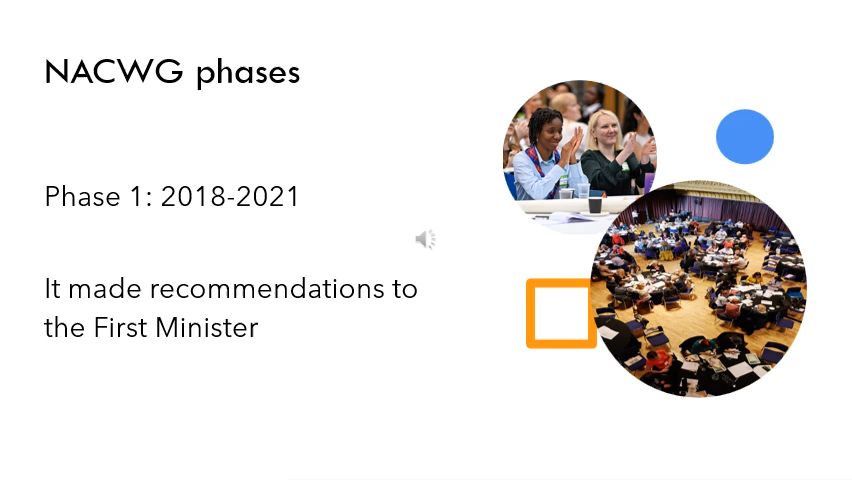 NACWG phases
Phase 1: 2018-2021
It made recommendations to
the First Minister